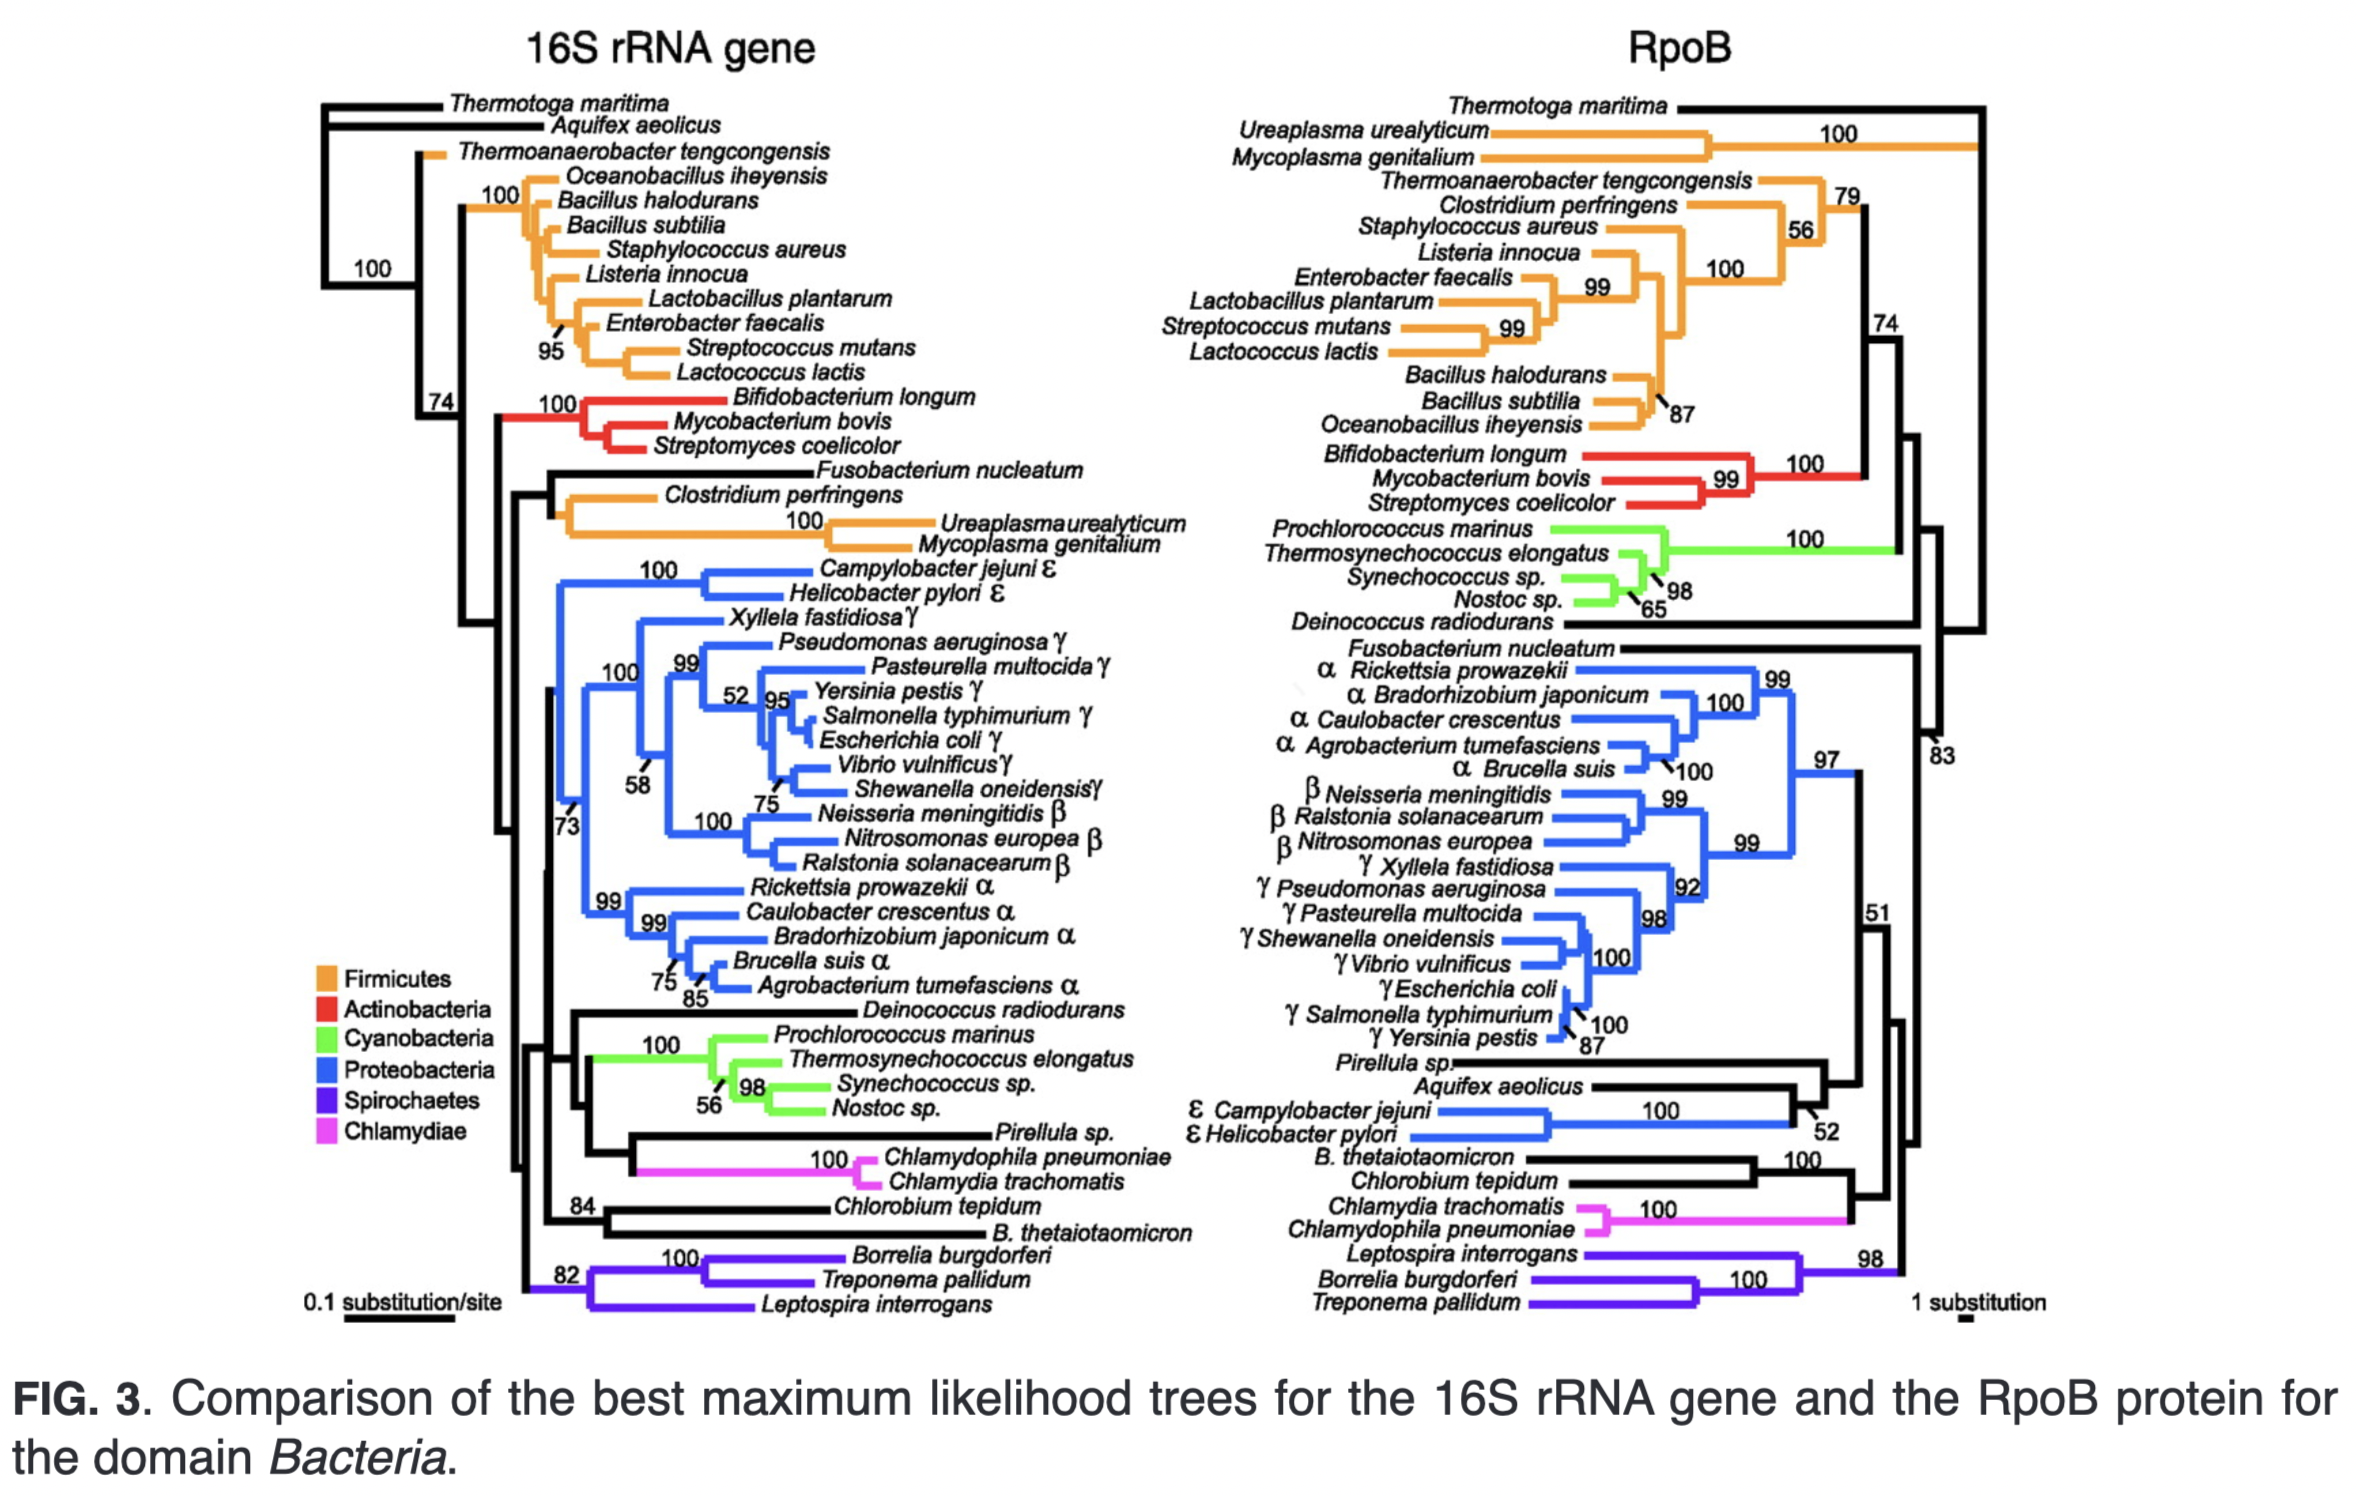 16S rRNA gene
Thermotoga maritima
Aquifex aeolicus
Thermoanaerobacter tengcongensis
Oceanobacillus iheyensis
100
Bacillus halodurans
Bacillus subtilia
Staphylococcus aureus
100
Listeria innocua
Lactobacillus plantarum
Enterobacter faecalis
95
Streptococcus mutans
Lactococcus lactis
74
100
Bifidobacterium longum
Mycobacterium bovis
Streptomyces coelicolor
Fusobacterium nucleatum
Clostridium perfringens
100
Ureaplasmaurealyticum
Mycoplasma genitalium
100
Campylobacter jejuni ε
Helicobacter pylori ε
Xyllela fastidiosaγ
Pseudomonas aeruginosa γ
100
99
Pasteurella multocida γ
52
95
Yersinia pestis γ
Salmonella typhimurium γ
Escherichia coli γ
Vibrio vulnificusγ
58
75
Shewanella oneidensisγ
73
100
Neisseria meningitidis β
Nitrosomonas europea β
Ralstonia solanacearumβ
Rickettsia prowazekii α
99
99
Caulobacter crescentus α
Bradorhizobium japonicum α
Brucella suis α
75
85
Agrobacterium tumefasciens α
Deinococcus radiodurans
100
Prochlorococcus marinus
Thermosynechococcus elongatus
56
98
Synechococcus sp.
Nostoc sp.
Pirellula sp.
100
Chlamydophila pneumoniae
Chlamydia trachomatis
84
Chlorobium tepidum
B. thetaiotaomicron
100
Borrelia burgdorferi
82
Treponema pallidum
Leptospira interrogans
Firmicutes
Actinobacteria
Cyanobacteria
Proteobacteria
Spirochaetes
Chlamydiae
0.1 substitution/site
RpoB
Thermotoga maritima
Ureaplasma urealyticum
100
Mycoplasma genitalium
Thermoanaerobacter tengcongensis
79
Clostridium perfringens
Staphylococcus aureus
56
Listeria innocua
100
Enterobacter faecalis
99
Lactobacillus plantarum
Streptococcus mutans
99
74
Lactococcus lactis
Bacillus halodurans
Bacillus subtilia
87
Oceanobacillus iheyensis
Bifidobacterium longum
100
Mycobacterium bovis
99
Streptomyces coelicolor
Prochlorococcus marinus
100
Thermosynechococcus elongatus
Synechococcus sp.
98
Nostoc sp.
65
Deinococcus radiodurans
Fusobacterium nucleatum
α Rickettsia prowazekii
99
α Bradorhizobium japonicum
100
α Caulobacter crescentus
α Agrobacterium tumefasciens
83
α Brucella suis
100
97
β Neisseria meningitidis
99
β Ralstonia solanacearum
β Nitrosomonas europea
99
γ Xyllela fastidiosa
γ Pseudomonas aeruginosa
92
γ Pasteurella multocida
98
51
γ Shewanella oneidensis
γ Vibrio vulnificus
100
γ Escherichia coli
γ Salmonella typhimurium
100
γ Yersinia pestis
87
Pirellula sp.
Aquifex aeolicus
ε Campylobacter jejuni
100
ε Helicobacter pylori
52
B. thetaiotaomicron
100
Chlorobium tepidum
Chlamydia trachomatis
100
Chlamydophila pneumoniae
Leptospira interrogans
98
Borrelia burgdorferi
100
Treponema pallidum
1 substitution
FIG. 3. Comparison of the best maximum likelihood trees for the 16S rRNA gene and the RpoB protein for
the domain Bacteria.